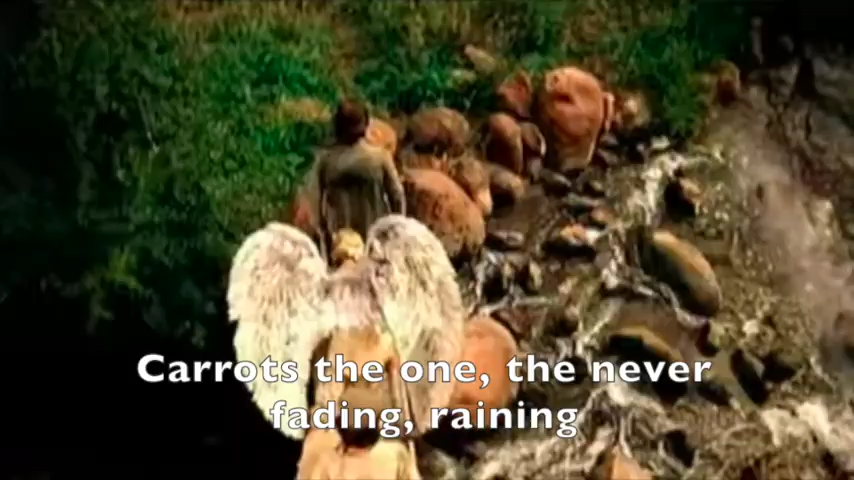 Carrots the one, the never
fading, raining